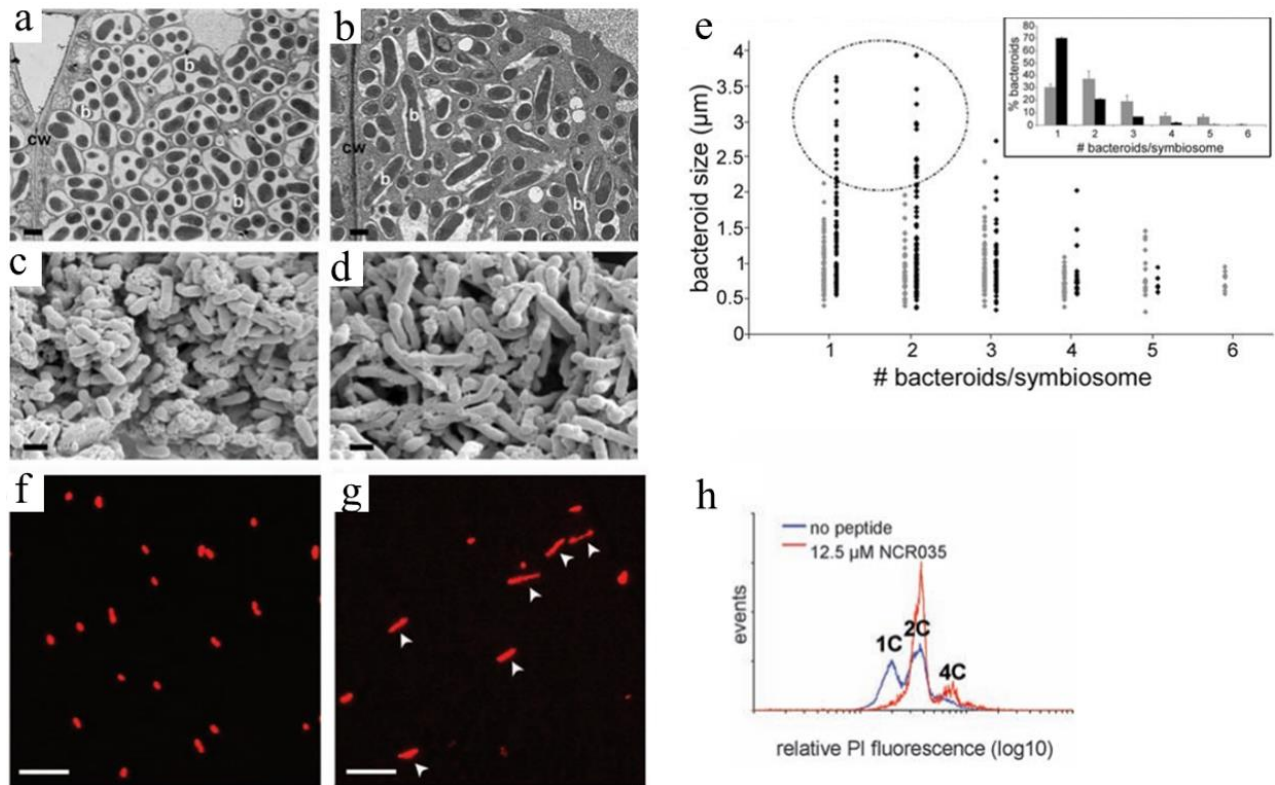 a
b
b
b
cw
b
b
b
cw
b
b
c
d
e
bacteroid size (μm)
4
3.5
3
2.5
2
1.5
1
0.5
0
1 2 3 4 5 6
# bacteroids/symbiosome
% bacteroids
80
70
60
50
40
30
20
10
0
1 2 3 4 5 6
# bacteroids/symbiosome
f
g
h
no peptide
12.5 μM NCR035
events
1C
2C
4C
relative PI fluorescence (log10)